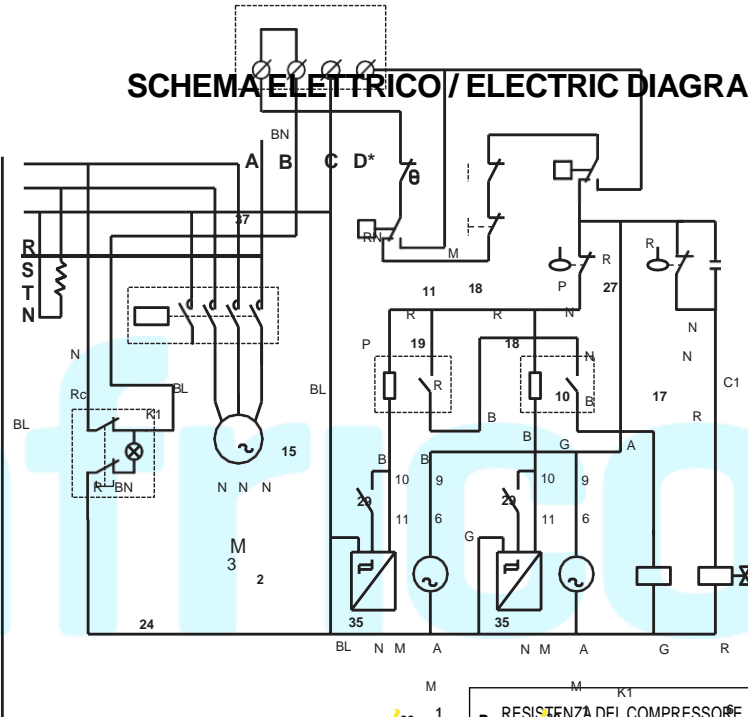 SCHEMA ELETTRICO / ELECTRIC DIAGRA
BN
A B C D*
θ
37
RN
M
R
S
T
N
R
R
P
27
11
18
R
R
N
N
P
19
18
N
N
Rc
BL
BL
R
10
B
17
C1
K1
BL
B
R
15
B
G
A
R BN
N N N
B
B
10
9
10
9
29
29
11
6
11
6
G
M
3
2
24
35
35
BL N M A
N M A
G
R
M
M
K1
1
RESISTENZA DEL COMPRESSORE